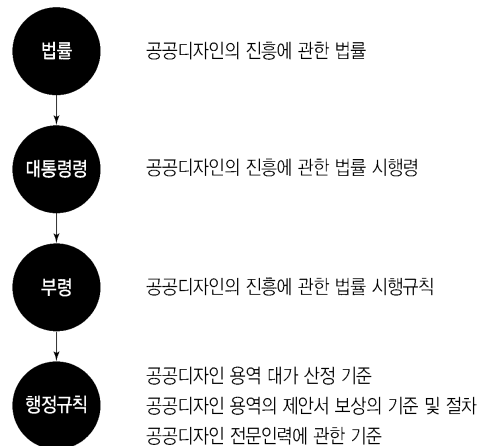 법률
공공디자인의 진흥에 관한 법률
대통령령
공공디자인의 진흥에 관한 법률 시행령
부령
공공디자인의 진흥에 관한 법률 시행규칙
행정규칙
공공디자인 용역 대가 산정 기준
공공디자인 용역의 제안서 보상의 기준 및 절차
공공디자인 전문인력에 관한 기준